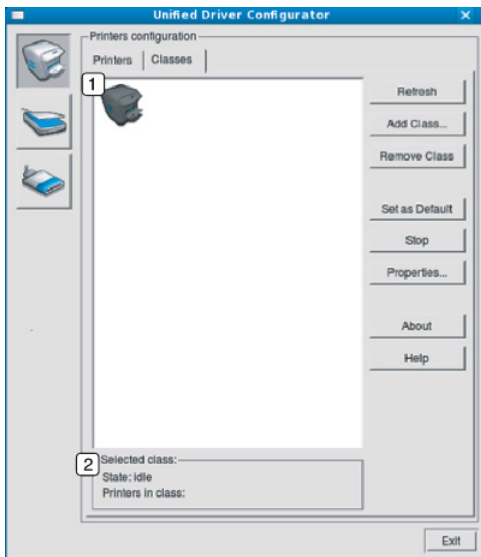 Unified Driver Configurator
Printers configuration
Printers Classes
1
Refresh
Add Class...
Remove Class
Set as Default
Stop
Properties...
About
Help
2
Selected class:
State: idle
Printers in class:
Exit